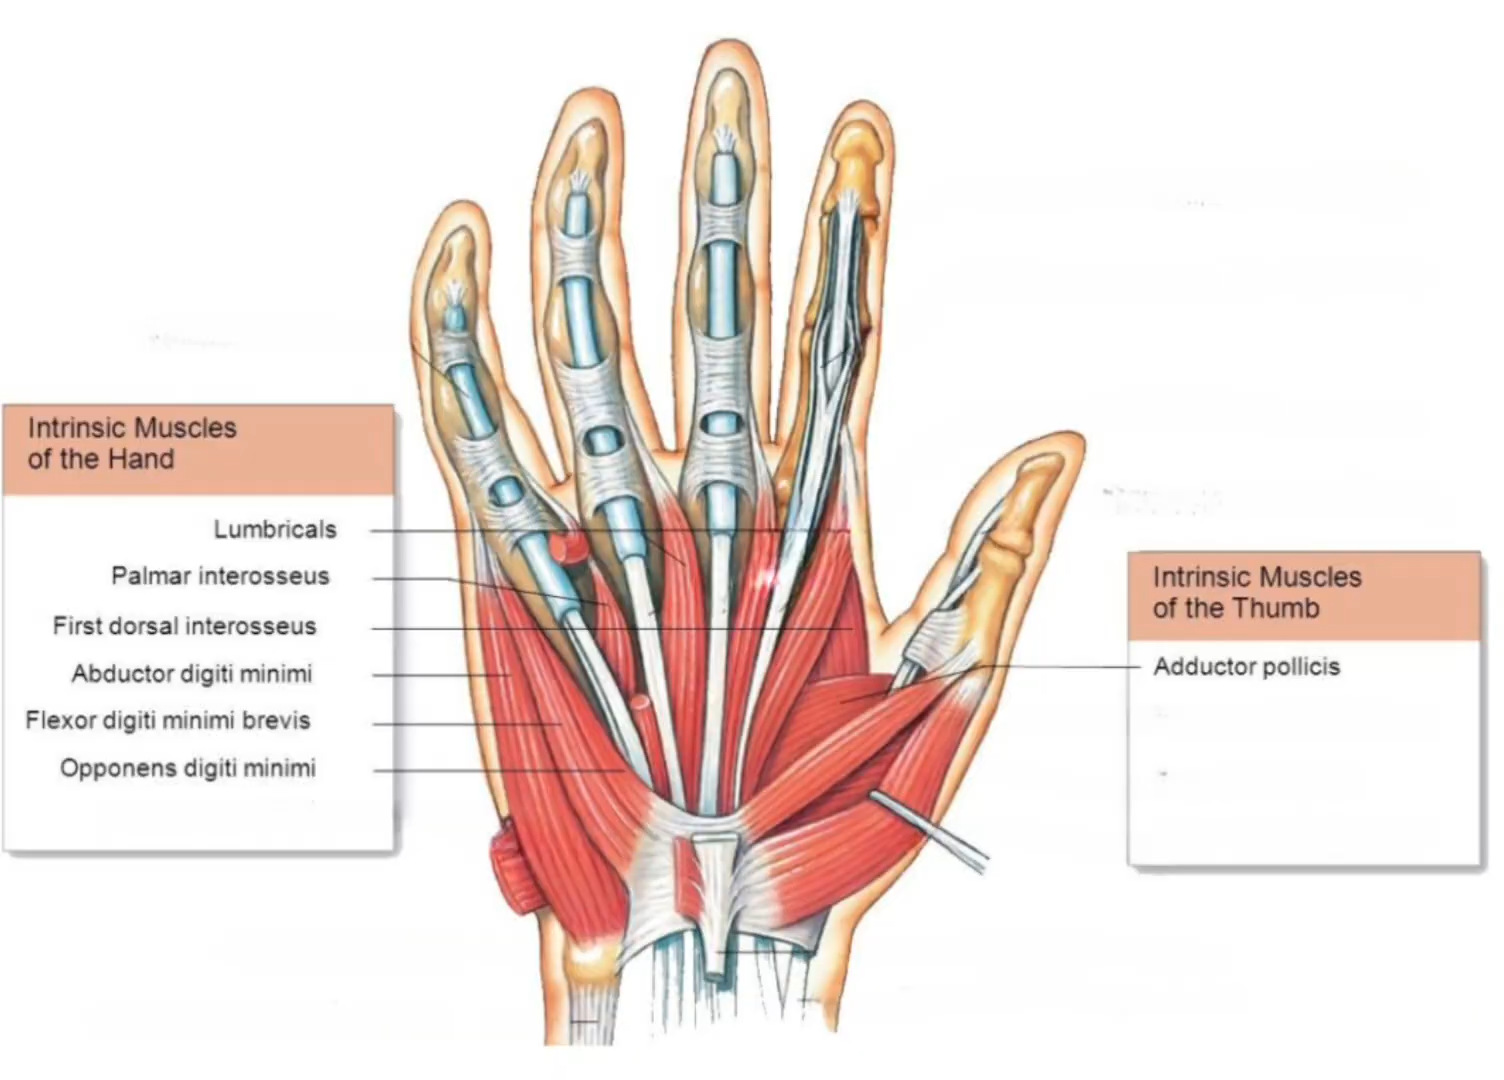 Intrinsic Muscles
of the Hand
Lumbricals
Palmar interosseus
First dorsal interosseus
Abductor digiti minimi
Flexor digiti minimi brevis
Opponens digiti minimi
Intrinsic Muscles
of the Thumb
Adductor pollicis